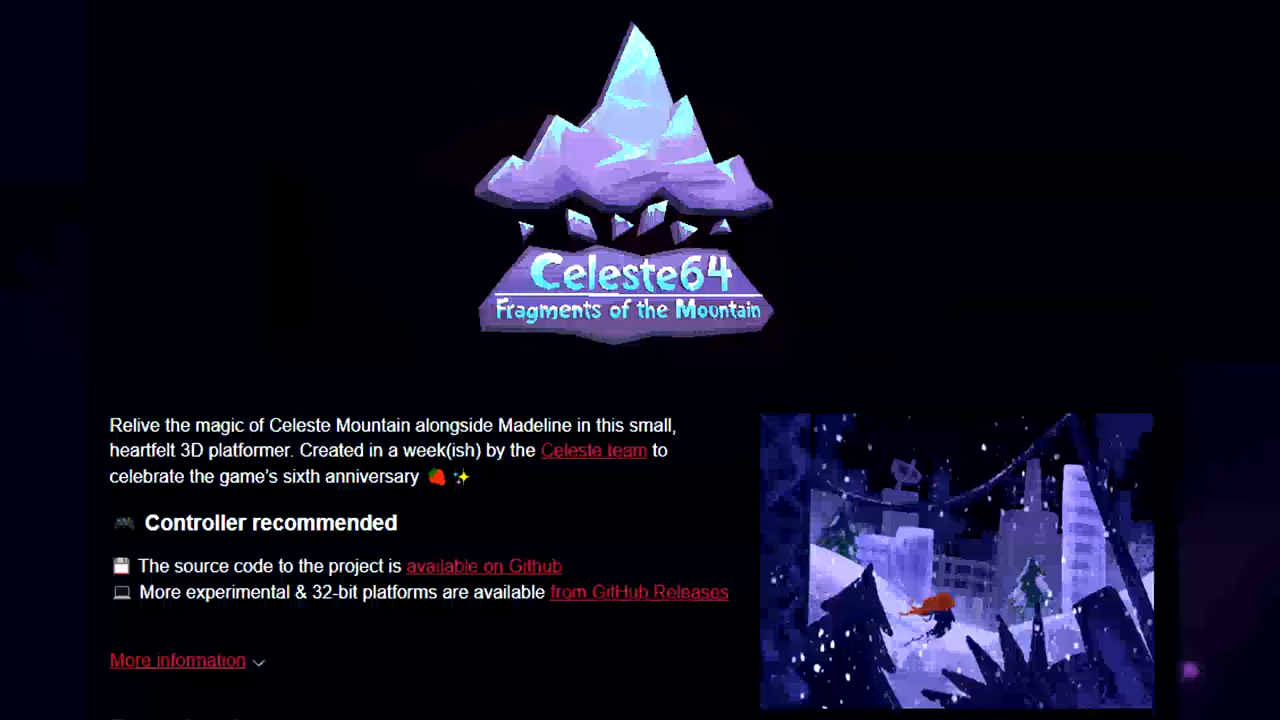 Celeste64
Fragments of the Mountain
Relive the magic of Celeste Mountain alongside Madeline in this small,
heartfelt 3D platformer. Created in a week(ish) by the Celeste team to
celebrate the game's sixth anniversary 🍓 ✨
🎮 Controller recommended
💾 The source code to the project is available on Github
💻 More experimental & 32-bit platforms are available from GitHub Releases
More information